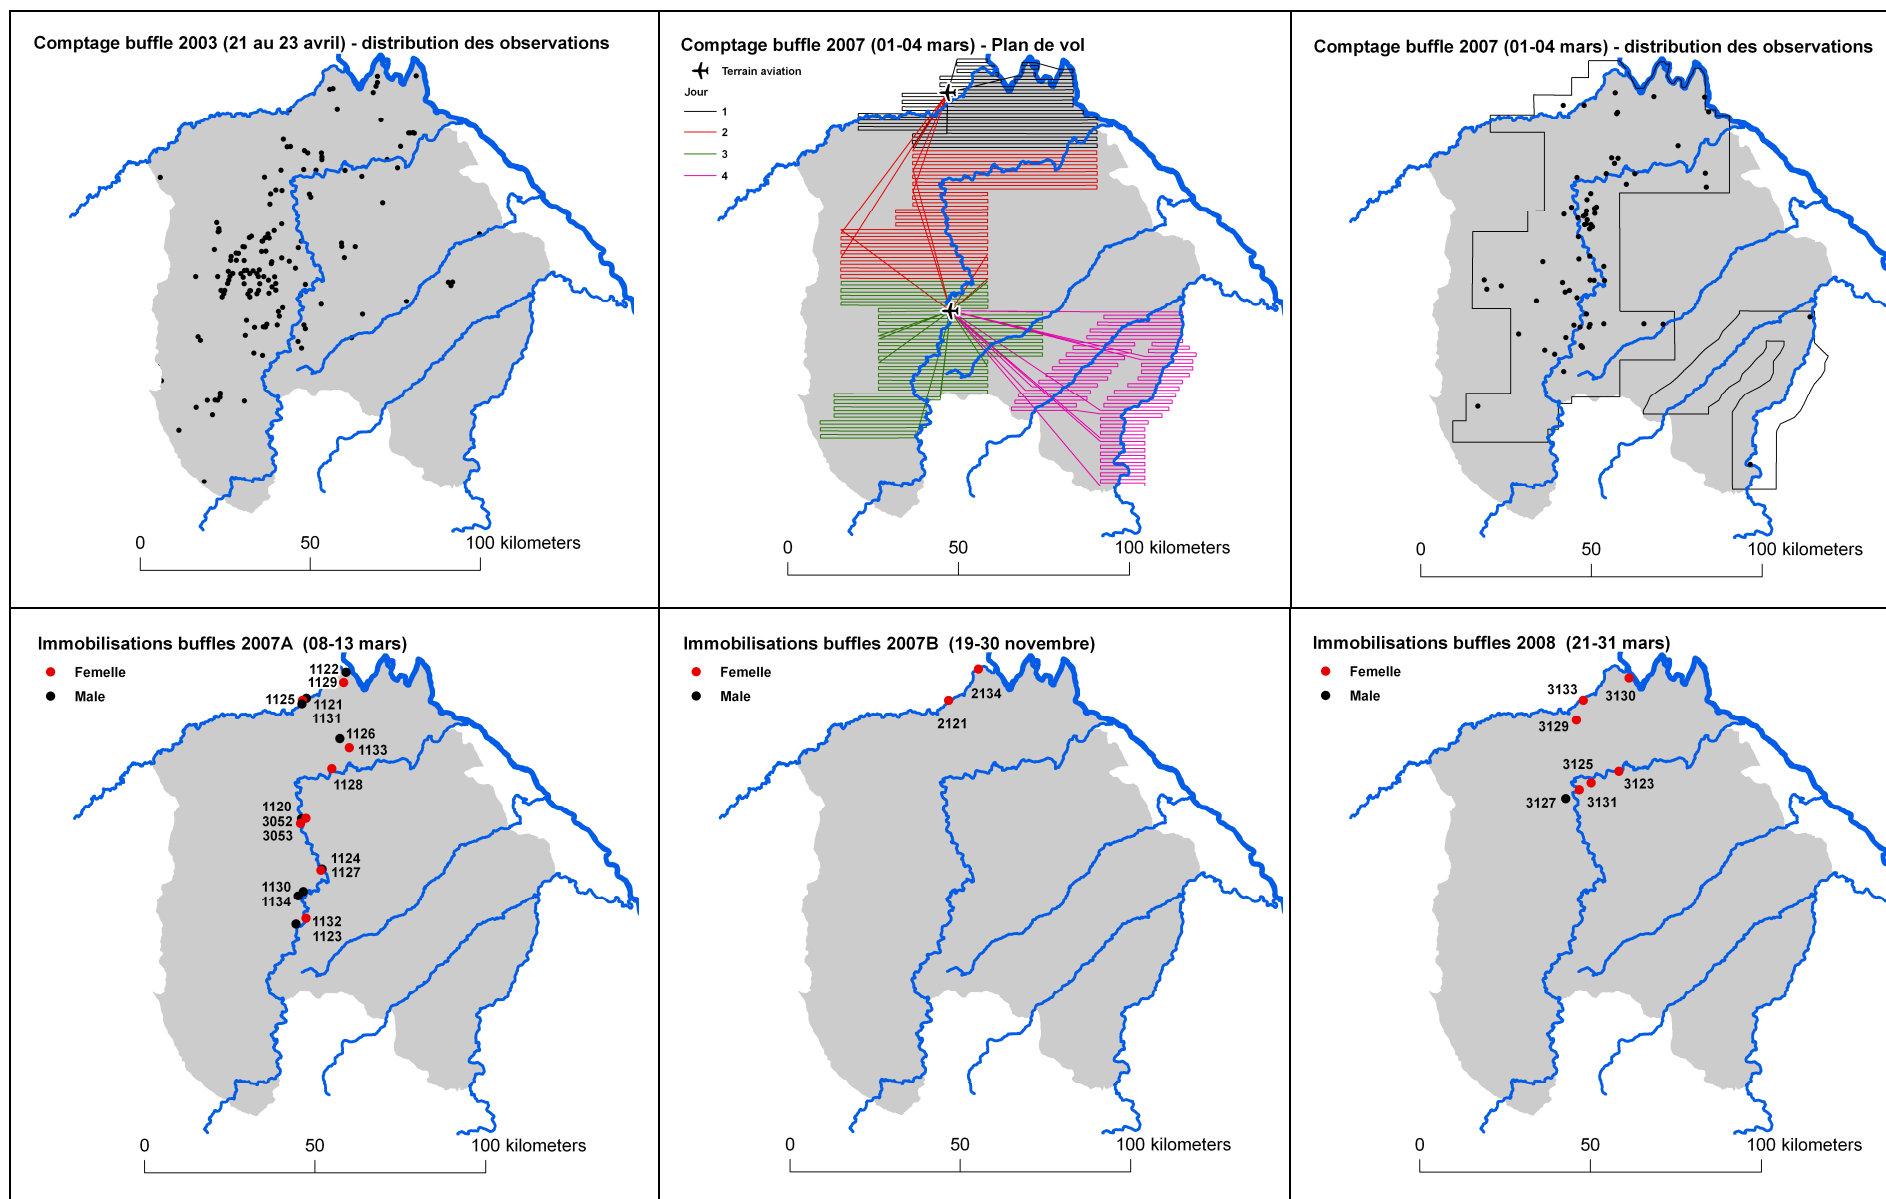 Comptage buffle 2003 (21 au 23 avril) - distribution des observations
0 50 100 kilometers
Comptage buffle 2007 (01-04 mars) - Plan de vol
Terrain aviation
Jour
1
2
3
4
0 50 100 kilometers
Comptage buffle 2007 (01-04 mars) - distribution des observations
0 50 100 kilometers
Immobilisations buffles 2007A (08-13 mars)
Femelle
Male
1122
1129
1125
1121
1131
1126
1133
1128
1120
3052
3053
1124
1127
1130
1134
1132
1123
0 50 100 kilometers
Immobilisations buffles 2007B (19-30 novembre)
Femelle
Male
2134
2121
0 50 100 kilometers
Immobilisations buffles 2008 (21-31 mars)
Femelle
Male
3133
3130
3129
3125
3123
3127
3131
0 50 100 kilometers